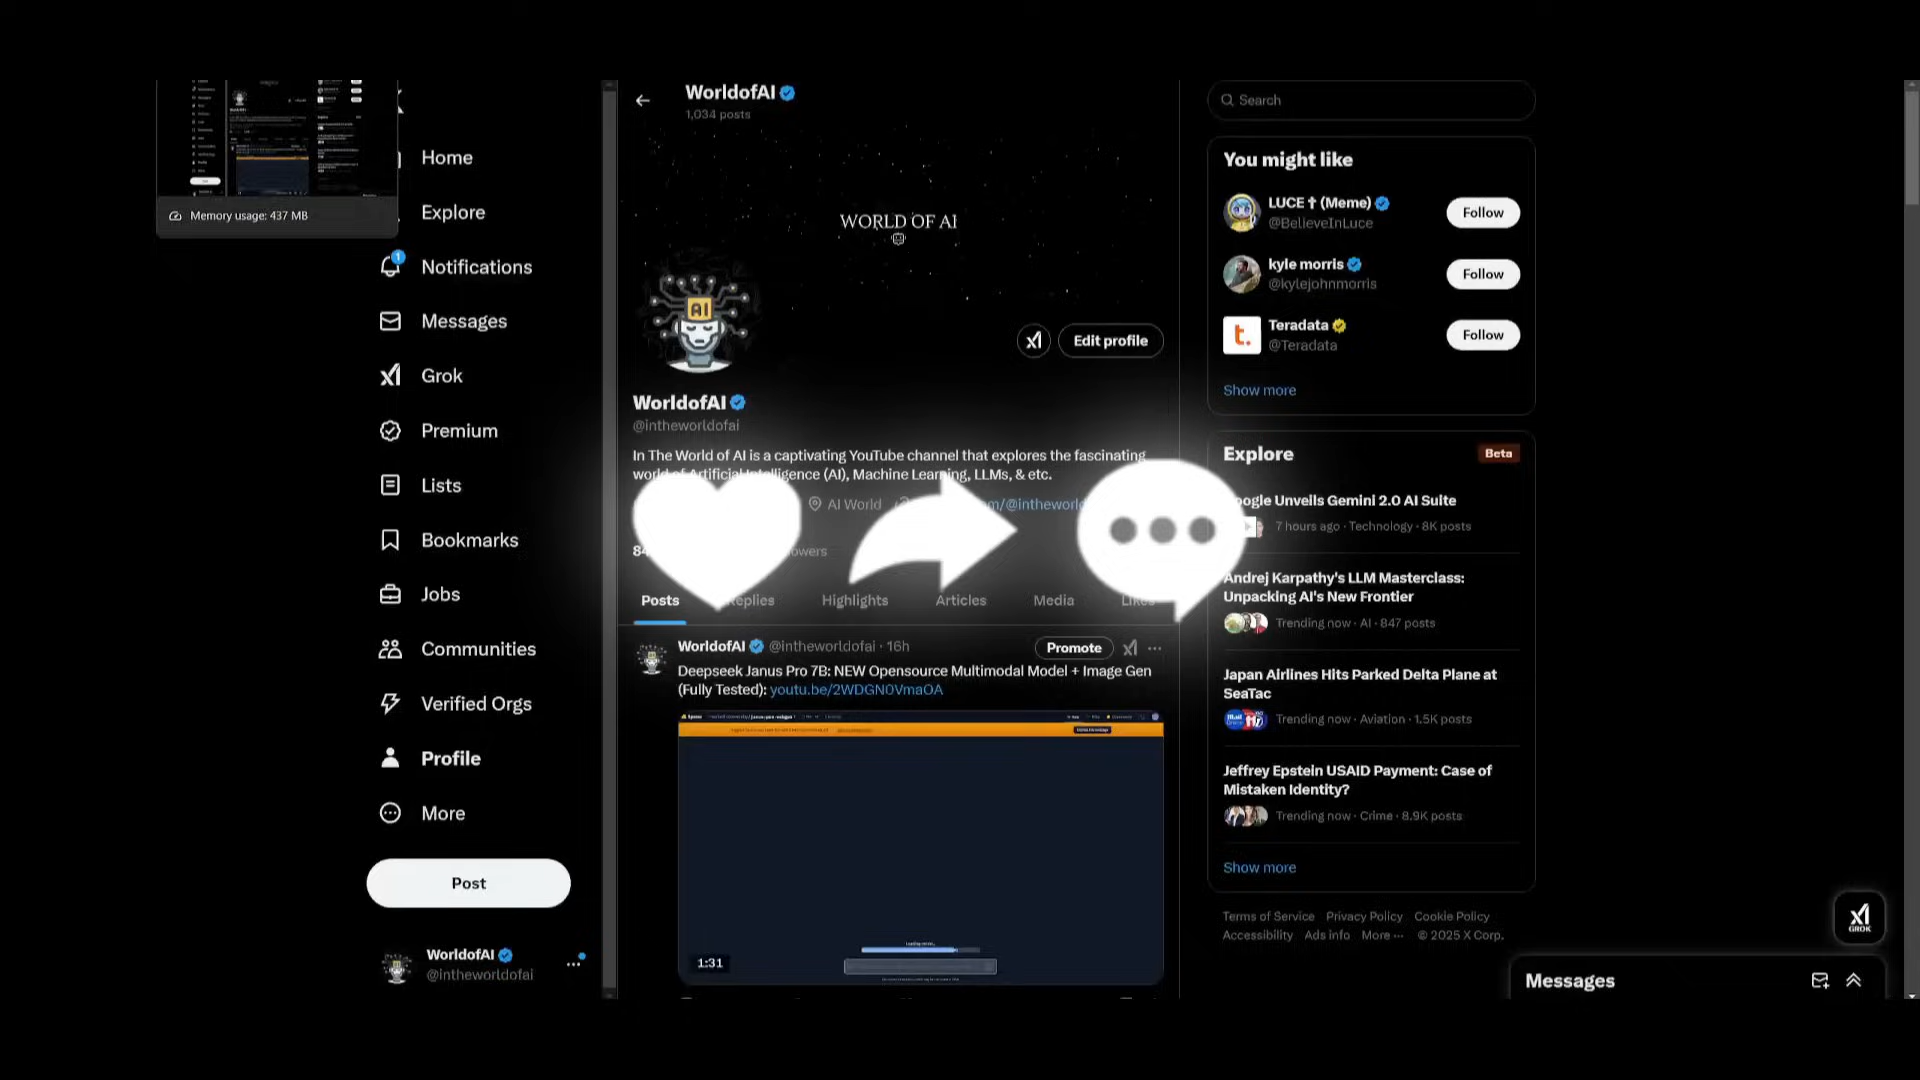 Memory usage: 437 MB
Home
Explore
1
Notifications
Messages
Grok
Premium
Lists
Bookmarks
Jobs
Communities
Verified Orgs
Profile
More
Post
WorldofAI
@intheworldofai
WorldofAI
1,034 posts
WORLD OF AI
AI
Edit profile
WorldofAI
@intheworldofai
In The World of AI is a captivating YouTube channel that explores the fascinating
world of Artificial Intelligence (AI), Machine Learning, LLMs, & etc.
AI World
Posts
Highlights
Articles
Media
WorldofAI @intheworldofai · 16h
Promote
Deepseek Janus Pro 7B: NEW Opensource Multimodal Model + Image Gen
(Fully Tested): youtu.be/2WDGN0VmaOA
1:31
Search
You might like
LUCE ✝ (Meme)
@BelieveInLuce
Follow
kyle morris
@kylejohnmorris
Follow
t.
Teradata
@Teradata
Follow
Show more
Explore
Beta
Unveils Gemini 2.0 AI Suite
7 hours ago · Technology · 8K posts
Andrej Karpathy's LLM Masterclass:
Unpacking AI's New Frontier
Trending now · AI · 847 posts
Japan Airlines Hits Parked Delta Plane at
SeaTac
Trending now · Aviation · 1.5K posts
Jeffrey Epstein USAID Payment: Case of
Mistaken Identity?
Trending now · Crime · 8.9K posts
Show more
Terms of Service Privacy Policy Cookie Policy
Accessibility Ads info More ··· © 2025 X Corp.
GROK
Messages